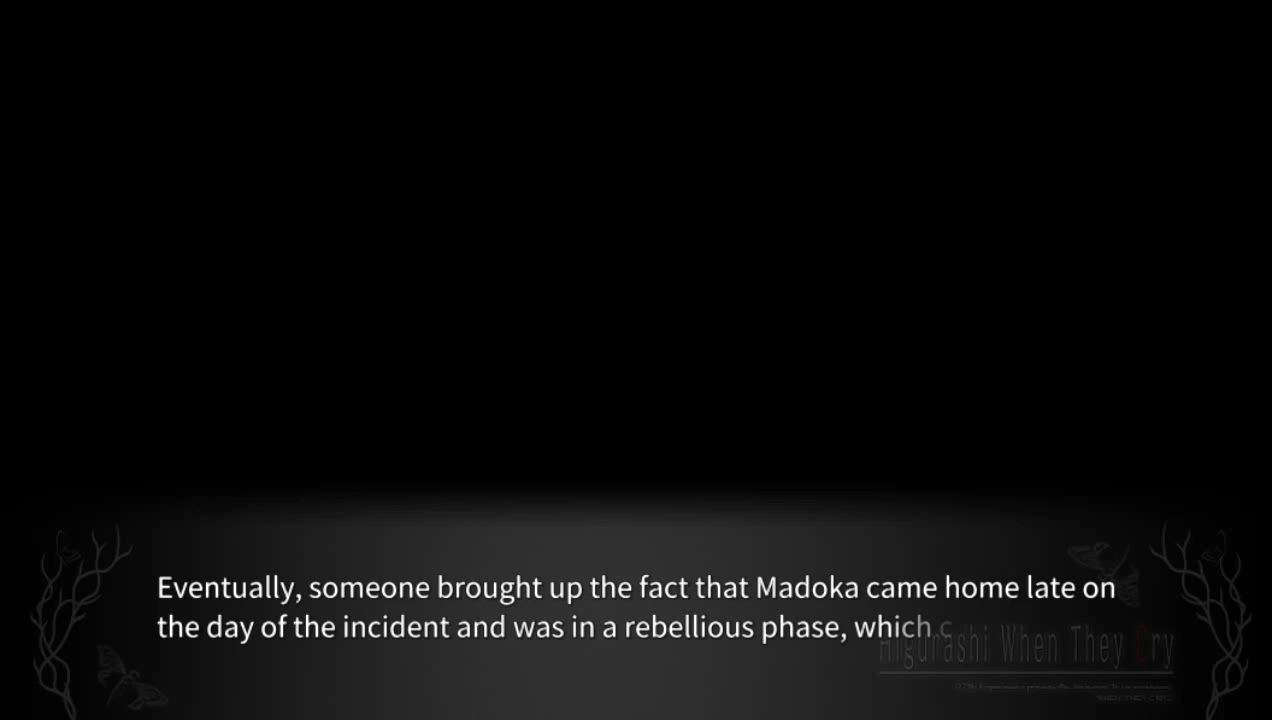 Eventually, someone brought up the fact that Madoka came home late on
the day of the incident and was in a rebellious phase, which c
Higurashi When They Cry